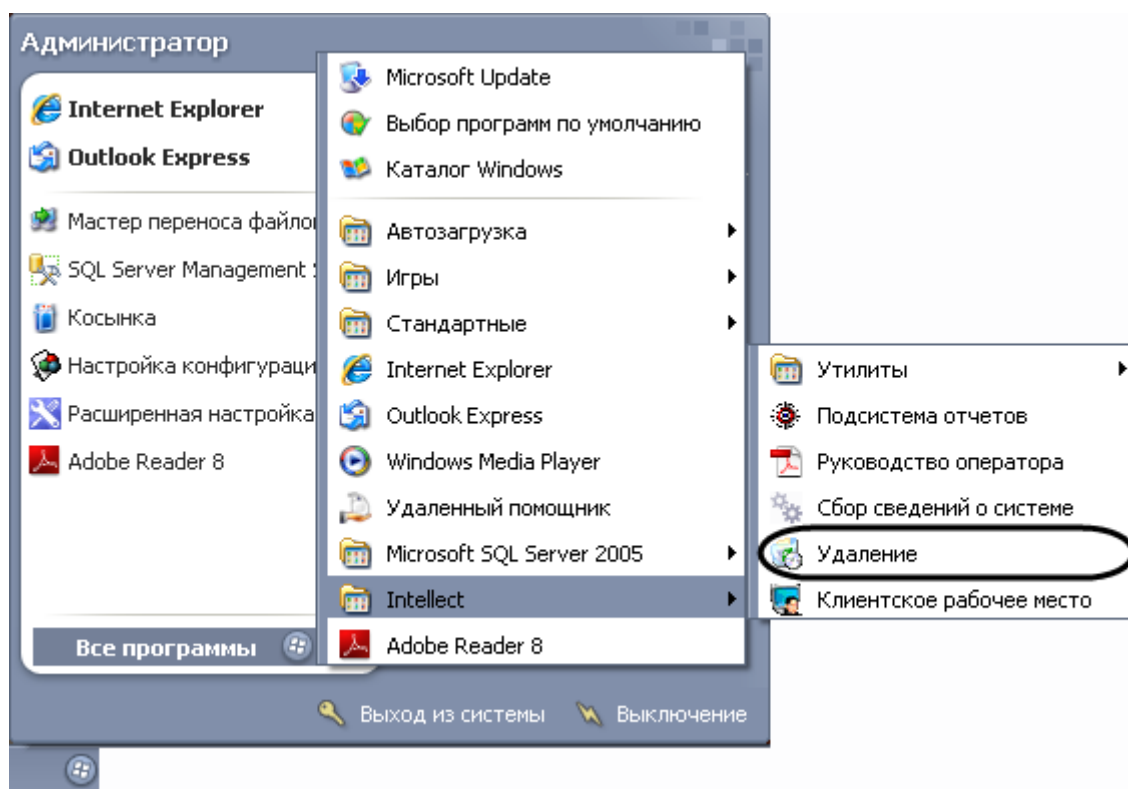 Администратор
Internet Explorer
Outlook Express
Мастер переноса файло
SQL Server Management
Косынка
Настройка конфигураци
Расширенная настройка
Adobe Reader 8
Все программы
Microsoft Update
Выбор программ по умолчанию
Каталог Windows
Автозагрузка
Игры
Стандартные
Internet Explorer
Outlook Express
Windows Media Player
Удаленный помощник
Microsoft SQL Server 2005
Intellect
Adobe Reader 8
Утилиты
Подсистема отчетов
Руководство оператора
Сбор сведений о системе
Удаление
Клиентское рабочее место
Выход из системы
Выключение